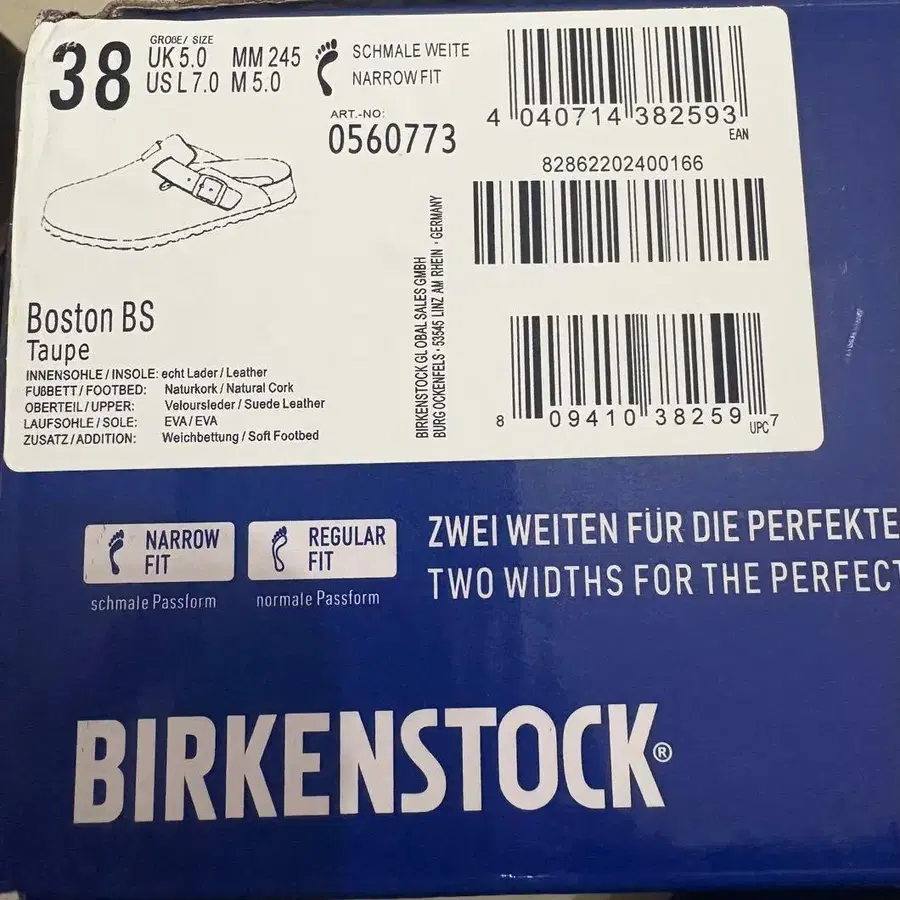 38
GROßE/ SIZE
UK 5.0 MM 245
US L 7.0 M 5.0
SCHMALE WEITE
NARROW FIT
ART.-NO:
0560773
4 040714 382593
EAN
82862202400166
8 09410 38259 7
UPC
BIRKENSTOCK GL OBAL SALES GMBH
BURG OCKENFELS · 53545 LINZ AM RHEIN · GERMANY
Boston BS
Taupe
INNENSOHLE / INSOLE: echt Lader / Leather
FUßBETT / FOOTBED: Naturkork / Natural Cork
OBERTEIL / UPPER: Veloursleder / Suede Leather
LAUFSOHLE / SOLE: EVA / EVA
ZUSATZ / ADDITION: Weichbettung / Soft Footbed
NARROW
FIT
schmale Passform
REGULAR
FIT
normale Passform
ZWEI WEITEN FÜR DIE PERFEKTE
TWO WIDTHS FOR THE PERFECT
BIRKENSTOCK®